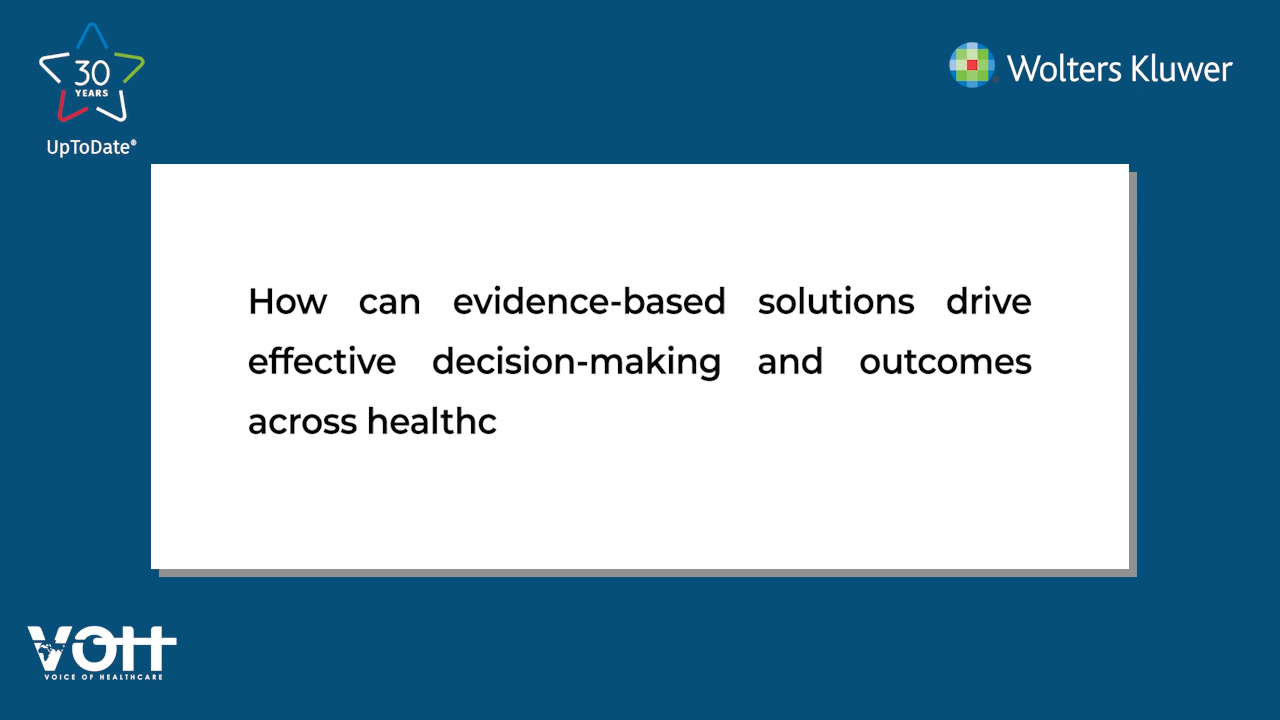 30
YEARS
UpToDate®
Wolters Kluwer
How can evidence-based solutions drive
effective decision-making and outcomes
across healthc
VOH
VOICE OF HEALTHCARE